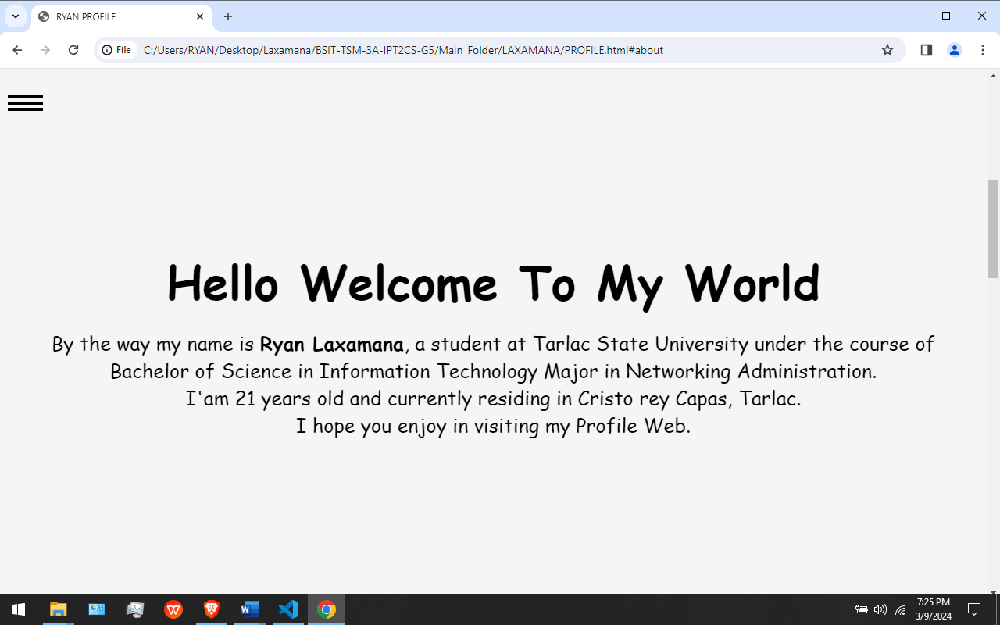 RYAN PROFILE
File
C:/Users/RYAN/Desktop/Laxamana/BSIT-TSM-3A-IPT2CS-G5/Main_Folder/LAXAMANA/PROFILE.html#about
Hello Welcome To My World
By the way my name is Ryan Laxamana, a student at Tarlac State University under the course of
Bachelor of Science in Information Technology Major in Networking Administration.
I'am 21 years old and currently residing in Cristo rey Capas, Tarlac.
I hope you enjoy in visiting my Profile Web.
7:25 PM
3/9/2024